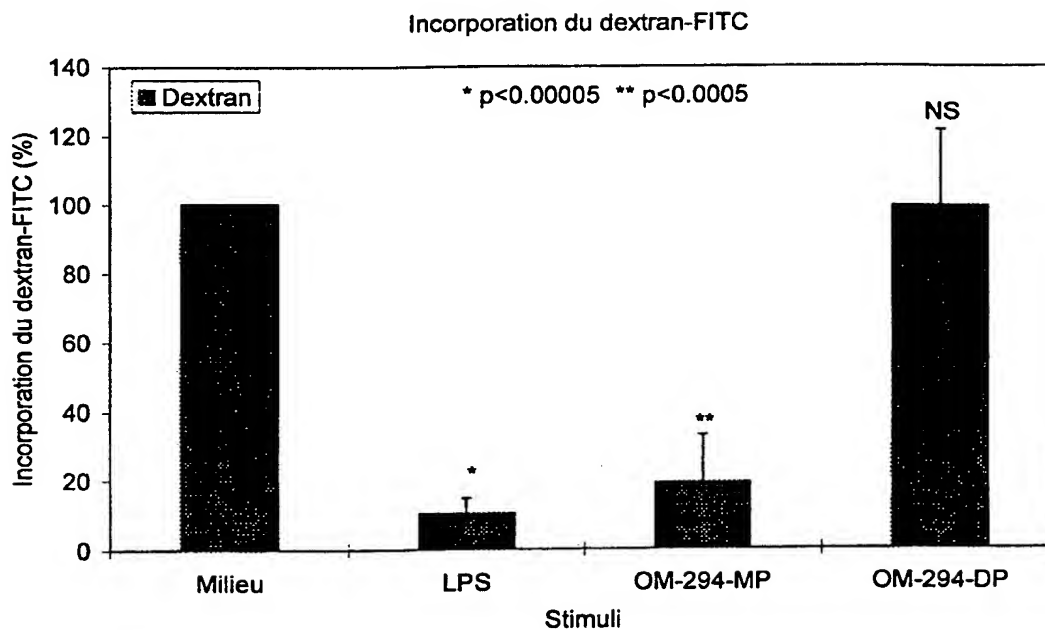 Incorporation du dextran-FITC
Incorporation du dextran-FITC (%)
140
120
100
80
60
40
20
0
Dextran
* p<0.00005 ** p<0.0005
*
**
NS
Milieu
LPS
OM-294-MP
OM-294-DP
Stimuli